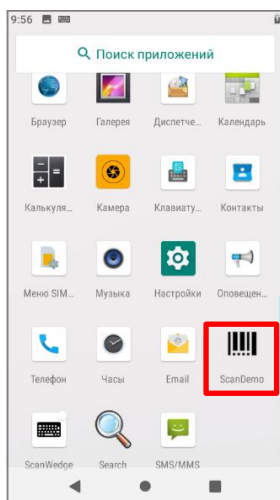 9:56
Поиск приложений
Браузер Галерея Диспетче... Календарь
Калькуля... Камера Клавиату... Контакты
Меню SIM... Музыка Настройки Оповещен...
Телефон Часы Email ScanDemo
ScanWedge Search SMS/MMS